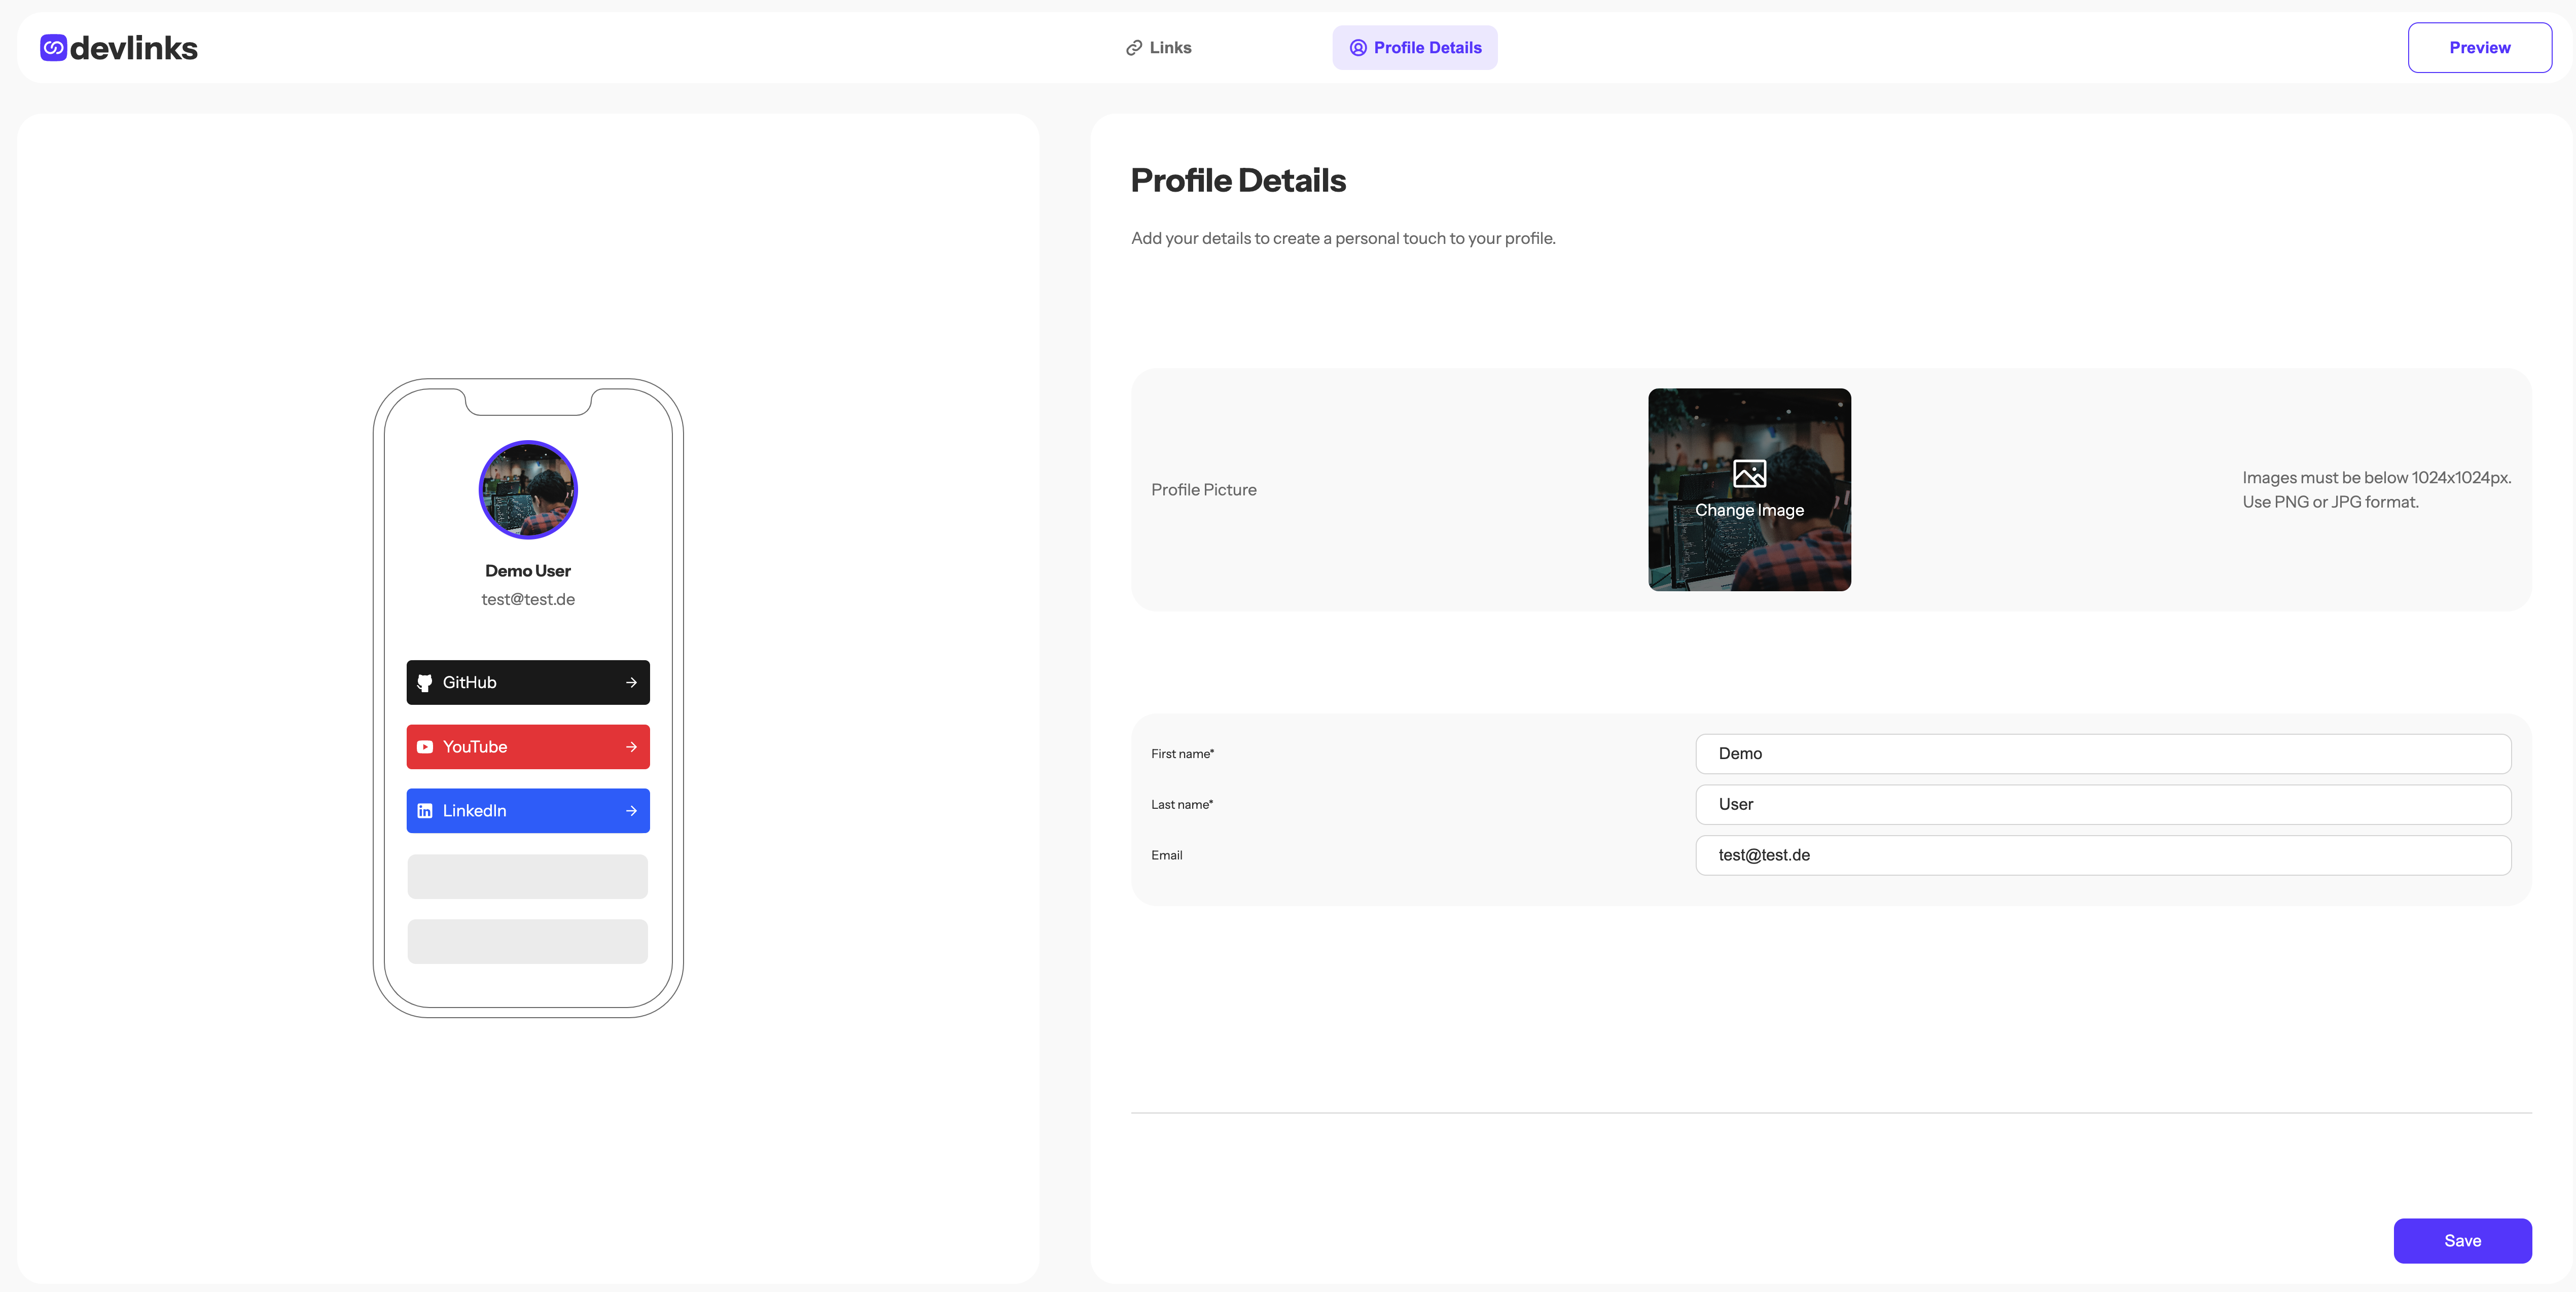 devlinks
Links
Profile Details
Preview
Demo User
test@test.de
GitHub
YouTube
LinkedIn
Profile Details
Add your details to create a personal touch to your profile.
Profile Picture
Change Image
Images must be below 1024x1024px.
Use PNG or JPG format.
First name*
Demo
Last name*
User
Email
test@test.de
Save